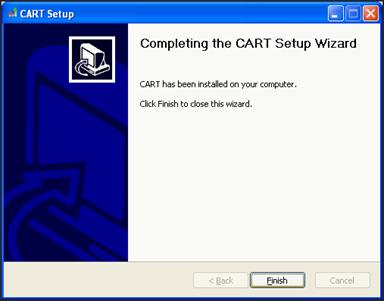 CART Setup
Completing the CART Setup Wizard
CART has been installed on your computer.
Click Finish to close this wizard.
< Back Finish Cancel